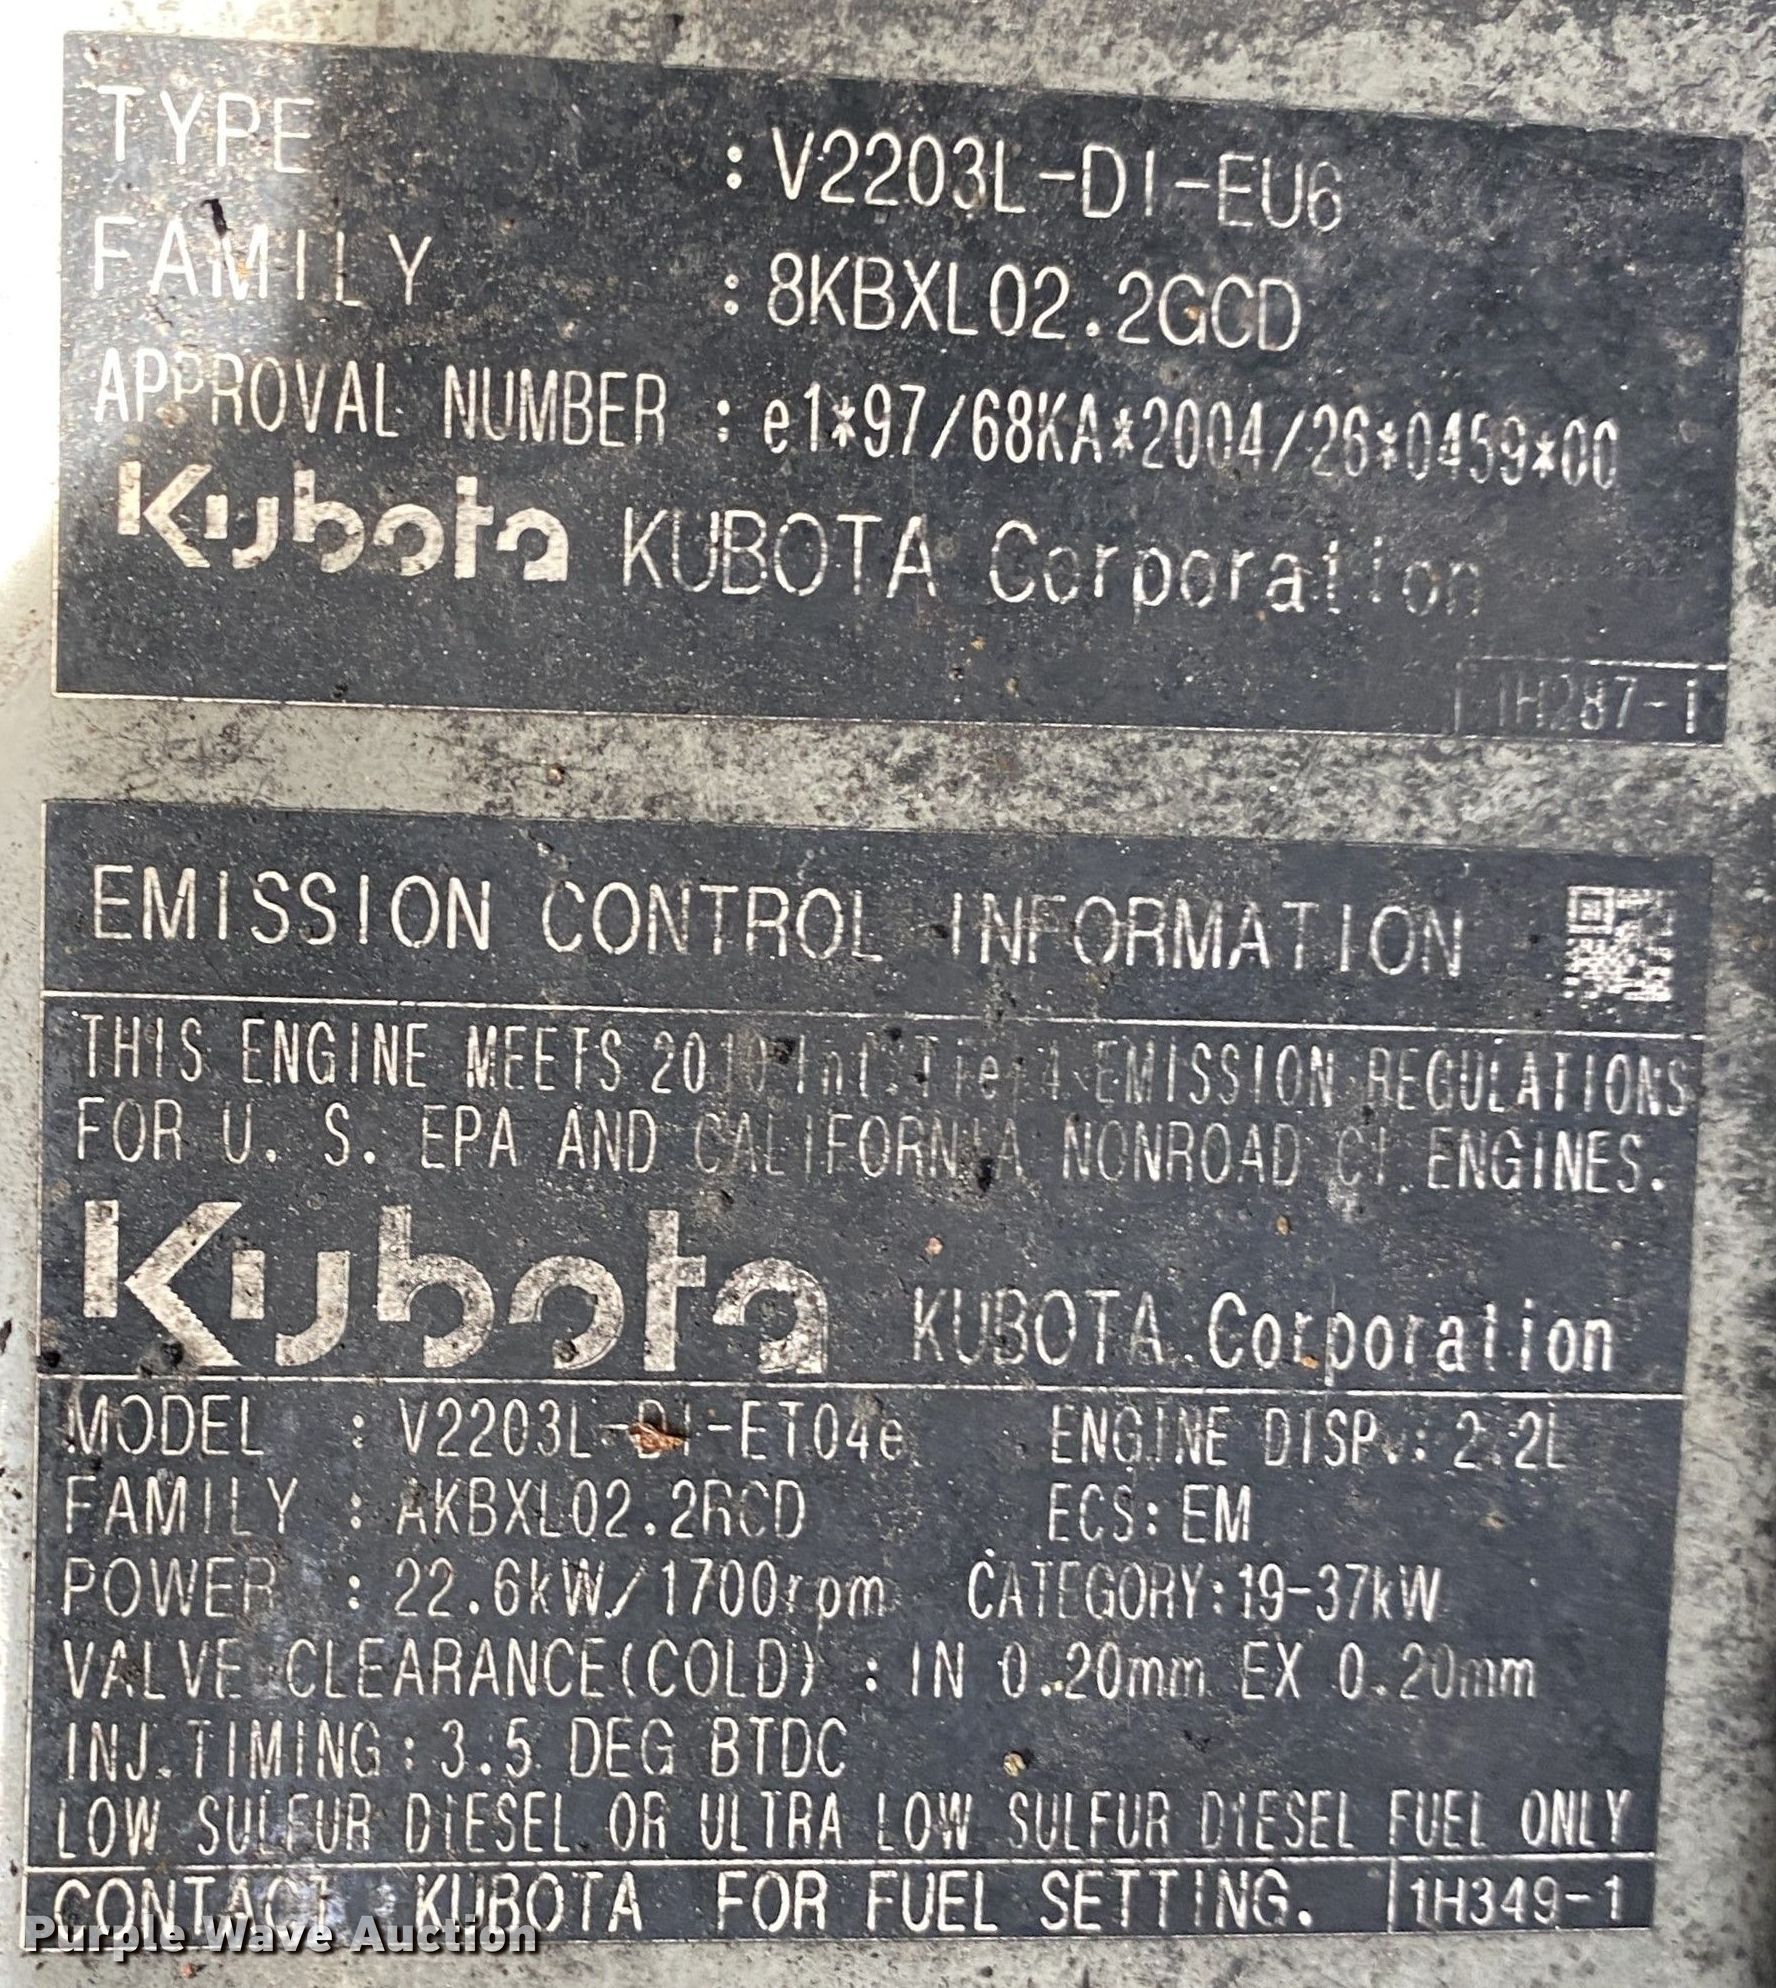 TYPE : V2203L-DI-EU6
FAMILY : 8KBXL02.2GCD
APPROVAL NUMBER : e1*97/68KA*2004/26*0459*00
Kubota KUBOTA Corporation
1H287-1
EMISSION CONTROL INFORMATION
THIS ENGINE MEETS 2010 Int. Tier 4 EMISSION REGULATIONS
FOR U. S. EPA AND CALIFORNIA NONROAD CI ENGINES.
Kubota KUBOTA Corporation
MODEL : V2203L-DI-ET04e ENGINE DISP.: 2.2L
FAMILY : AKBXL02.2RCD ECS: EM
POWER : 22.6kW/1700rpm CATEGORY:19-37kW
VALVE CLEARANCE(COLD) : IN 0.20mm EX 0.20mm
INJ.TIMING: 3.5 DEG BTDC
LOW SULFUR DIESEL OR ULTRA LOW SULFUR DIESEL FUEL ONLY
CONTACT KUBOTA FOR FUEL SETTING. 1H349-1
Purple Wave Auction